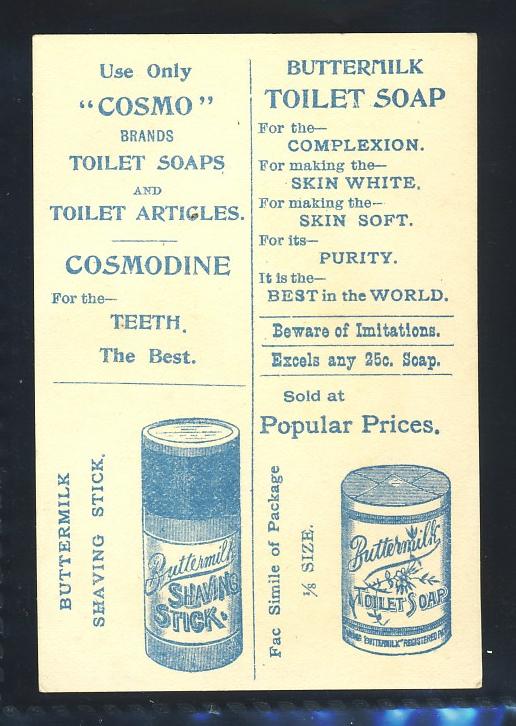 Use Only
"COSMO"
BRANDS
TOILET SOAPS
AND
TOILET ARTICLES.
COSMODINE
For the—
TEETH.
The Best.
BUTTERMILK
SHAVING STICK.
Buttermilk
SHAVING
STICK.
BUTTERMILK
TOILET SOAP
For the—
COMPLEXION.
For making the—
SKIN WHITE.
For making the—
SKIN SOFT.
For its—
PURITY.
It is the—
BEST in the WORLD.
Beware of Imitations.
Excels any 25c. Soap.
Sold at
Popular Prices.
Fac Simile of Package
⅛ SIZE.
Buttermilk
TOILET SOAP
"BUTTERMILK" REGISTERED